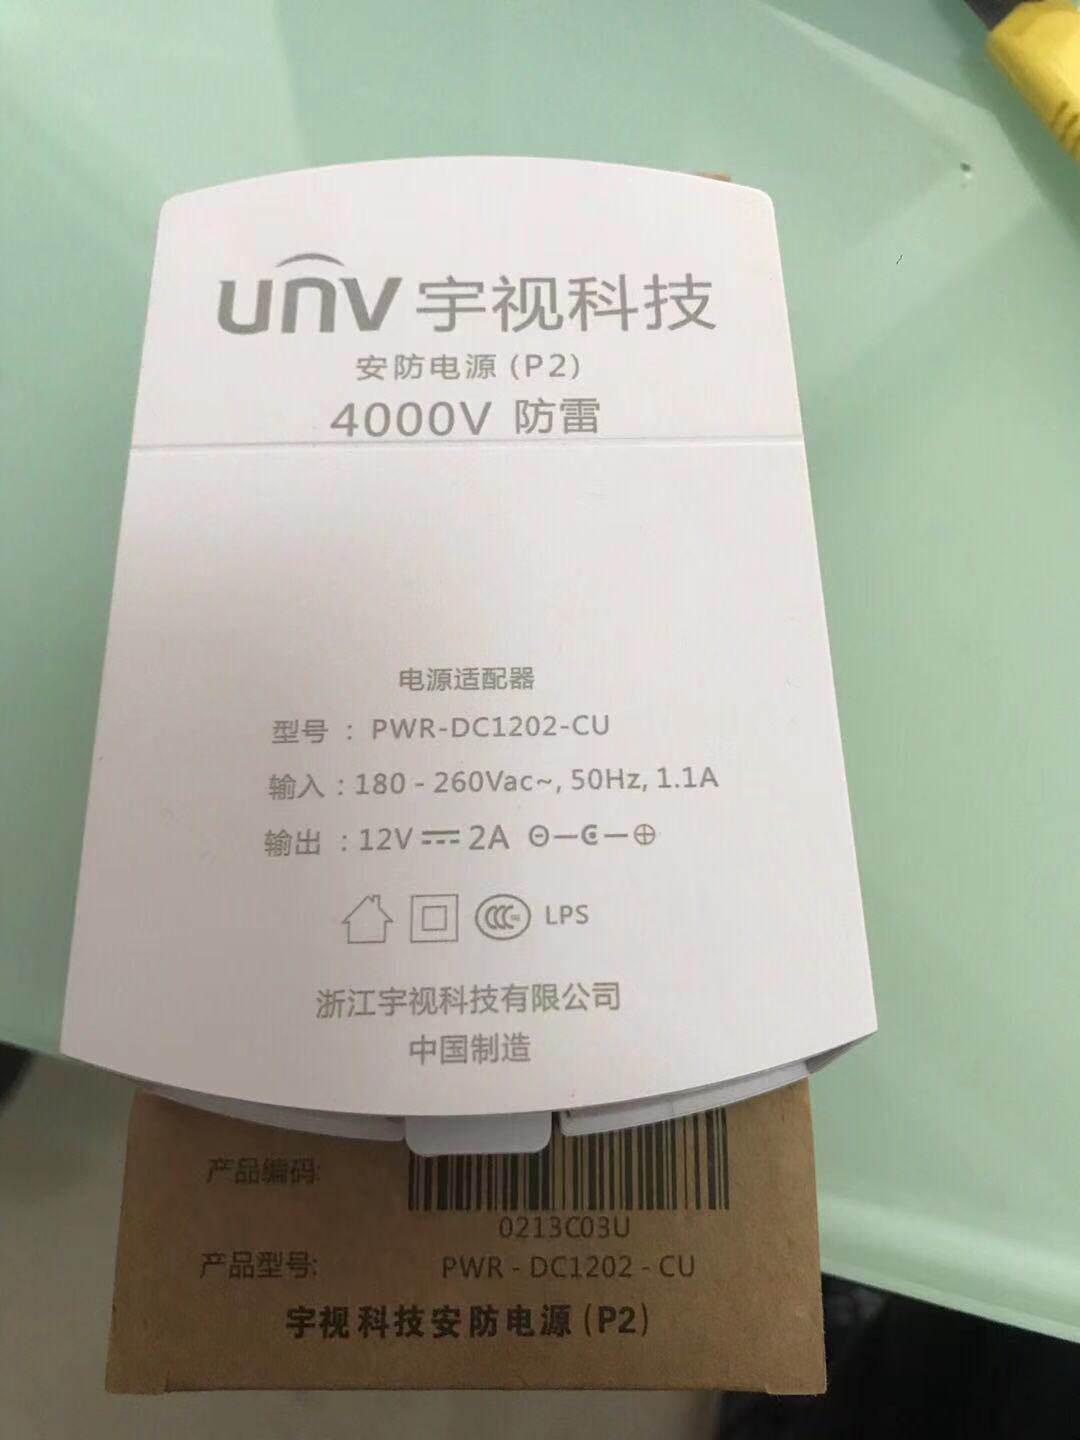 unv 宇视科技
安防电源(P2)
4000V 防雷
电源适配器
型号 : PWR-DC1202-CU
输入 : 180 - 260Vac~, 50Hz, 1.1A
输出 : 12V ⎓ 2A ⊖—C—⊕
CCC LPS
浙江宇视科技有限公司
中国制造
产品编码:
0213C03U
产品型号: PWR - DC1202 - CU
宇视科技安防电源(P2)